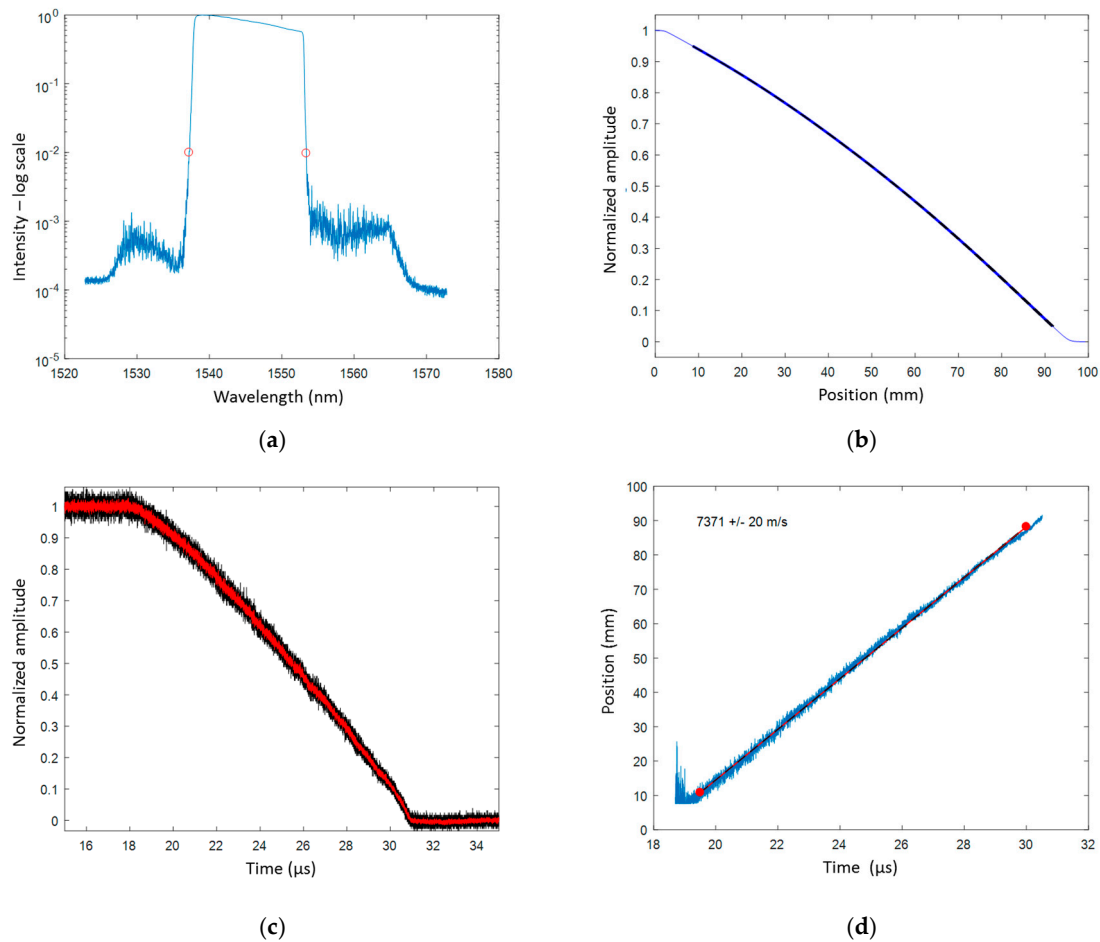 10^0
10^-1
10^-2
10^-3
10^-4
10^-5
Intensity – log scale
1520 1530 1540 1550 1560 1570 1580
Wavelength (nm)
(a)
1
0.9
0.8
0.7
0.6
0.5
0.4
0.3
0.2
0.1
0
Normalized amplitude
0 10 20 30 40 50 60 70 80 90 100
Position (mm)
(b)
1
0.9
0.8
0.7
0.6
0.5
0.4
0.3
0.2
0.1
0
Normalized amplitude
16 18 20 22 24 26 28 30 32 34
Time (μs)
(c)
100
90
80
70
60
50
40
30
20
10
0
Position (mm)
7371 +/- 20 m/s
18 20 22 24 26 28 30 32
Time (μs)
(d)